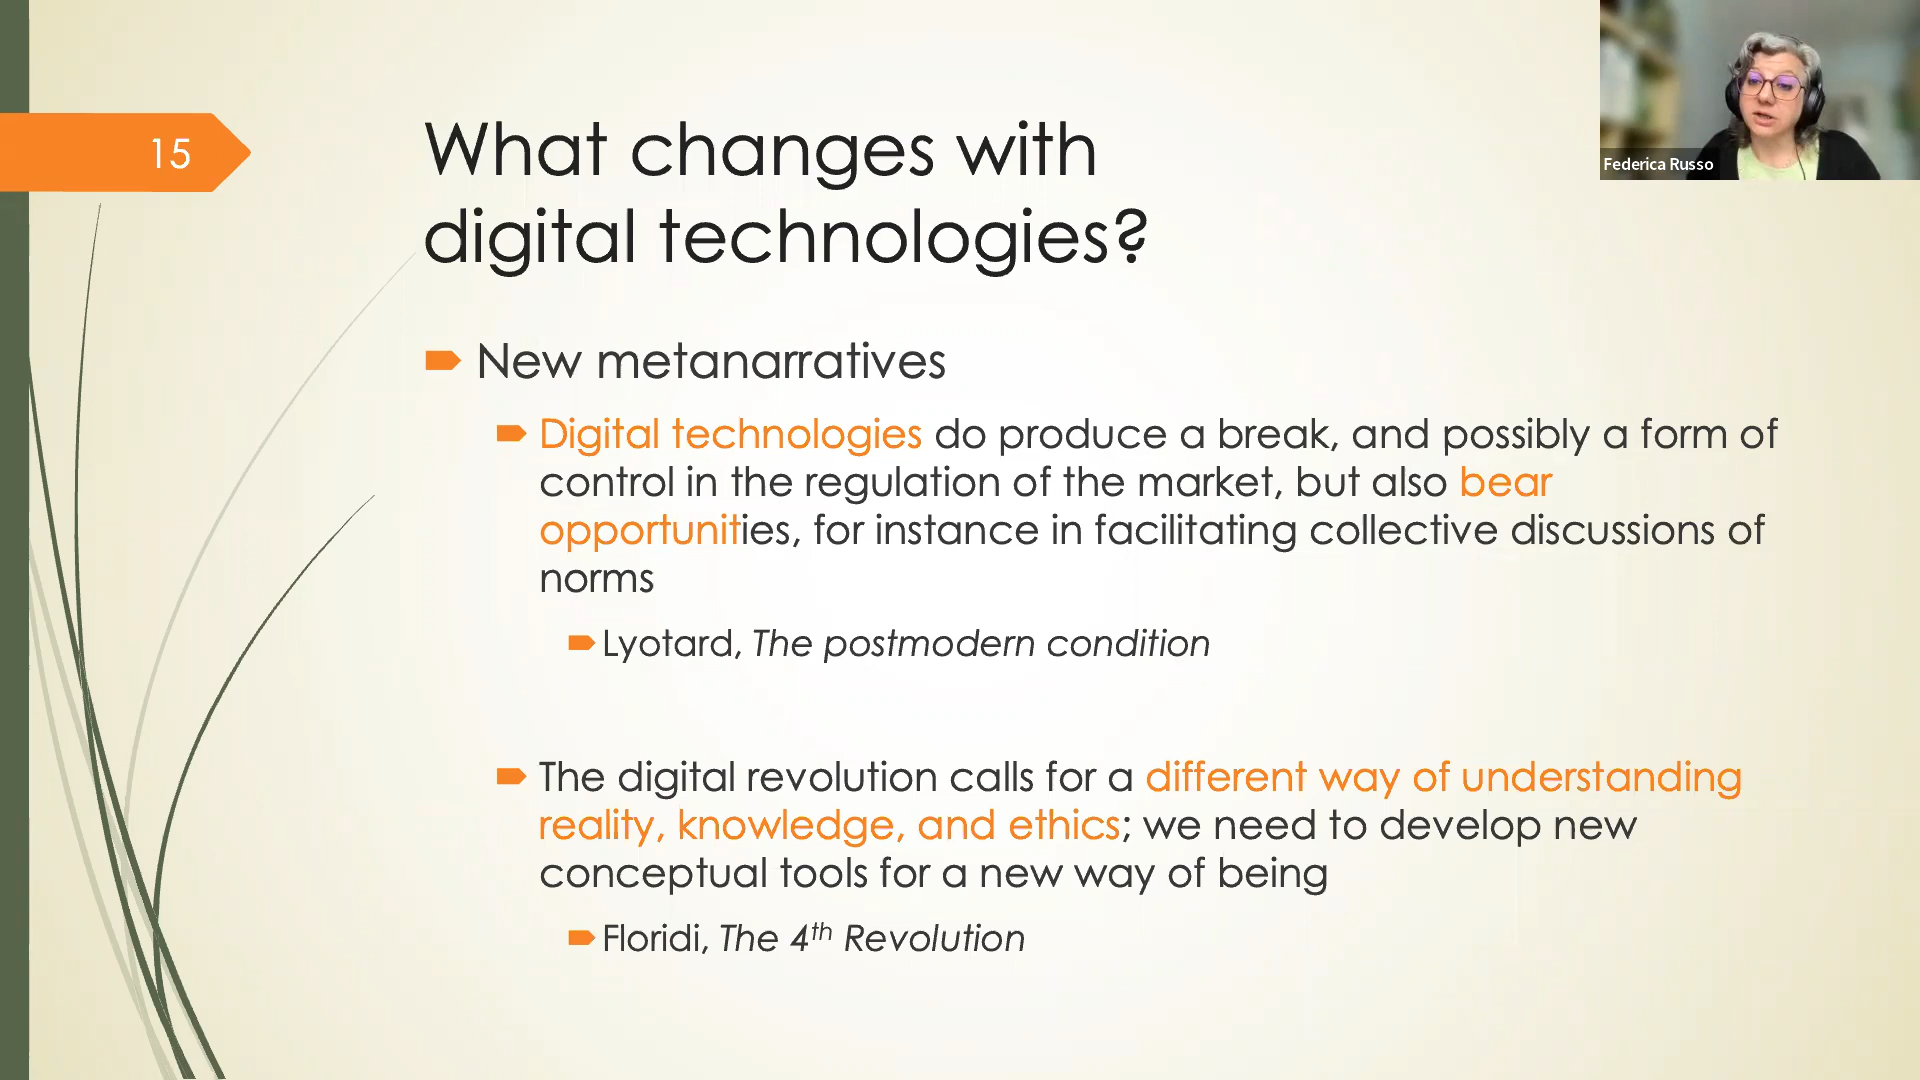 15
What changes with
digital technologies?
Federica Russo
New metanarratives
Digital technologies do produce a break, and possibly a form of
control in the regulation of the market, but also bear
opportunities, for instance in facilitating collective discussions of
norms
Lyotard, The postmodern condition
The digital revolution calls for a different way of understanding
reality, knowledge, and ethics; we need to develop new
conceptual tools for a new way of being
Floridi, The 4th Revolution